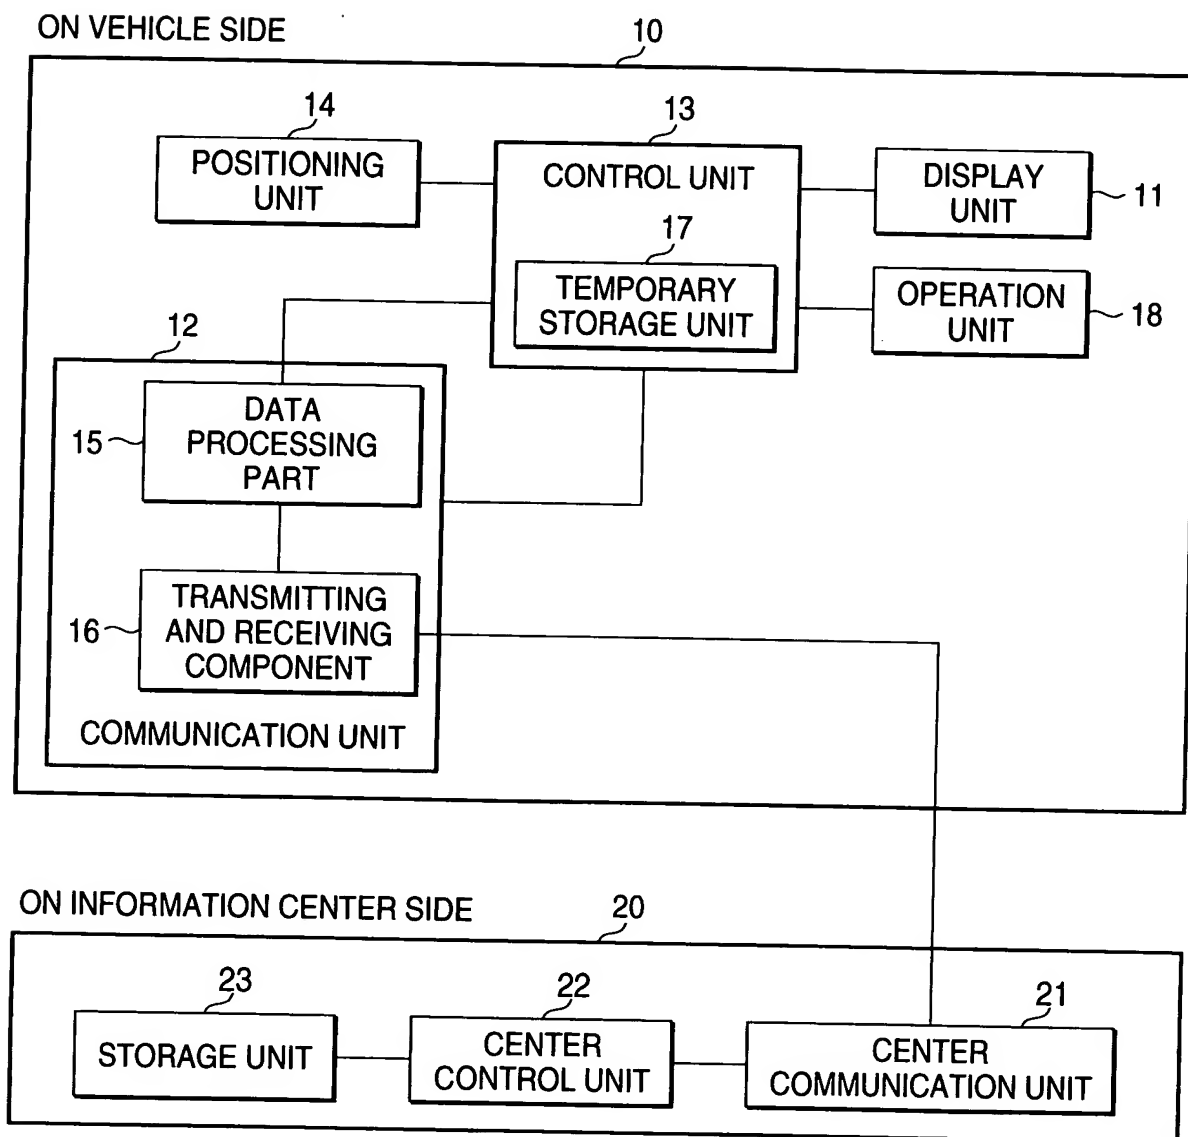 ON VEHICLE SIDE
10
14
POSITIONING
UNIT
13
CONTROL UNIT
17
TEMPORARY
STORAGE UNIT
DISPLAY
UNIT
11
OPERATION
UNIT
18
12
15
DATA
PROCESSING
PART
16
TRANSMITTING
AND RECEIVING
COMPONENT
COMMUNICATION UNIT
ON INFORMATION CENTER SIDE
20
23
STORAGE UNIT
22
CENTER
CONTROL UNIT
21
CENTER
COMMUNICATION UNIT